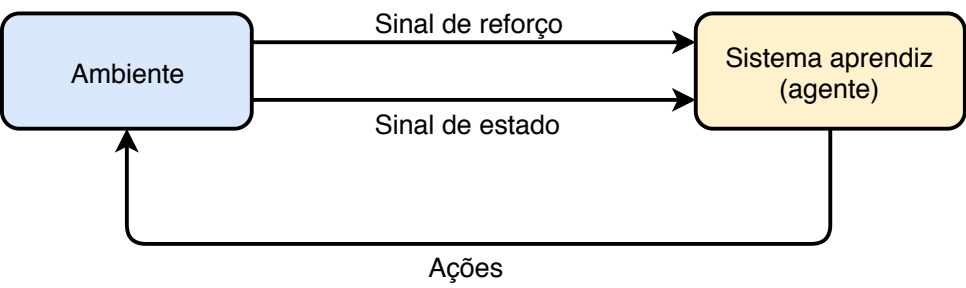 Sinal de reforço
Ambiente
Sistema aprendiz
(agente)
Sinal de estado
Ações